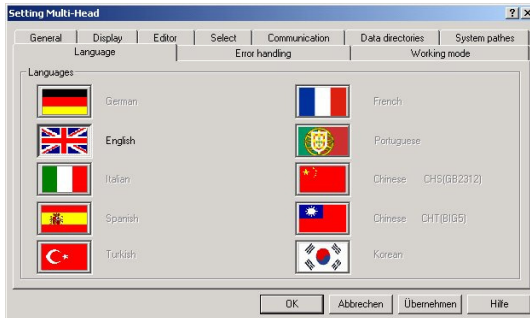 Setting Multi-Head
General Display Editor Select Communication Data directories System pathes
Language Error handling Working mode
Languages
German French
English Portuguese
Italian Chinese CHS(GB2312)
Spanish Chinese CHT(BIG5)
Turkish Korean
OK Abbrechen Übernehmen Hilfe